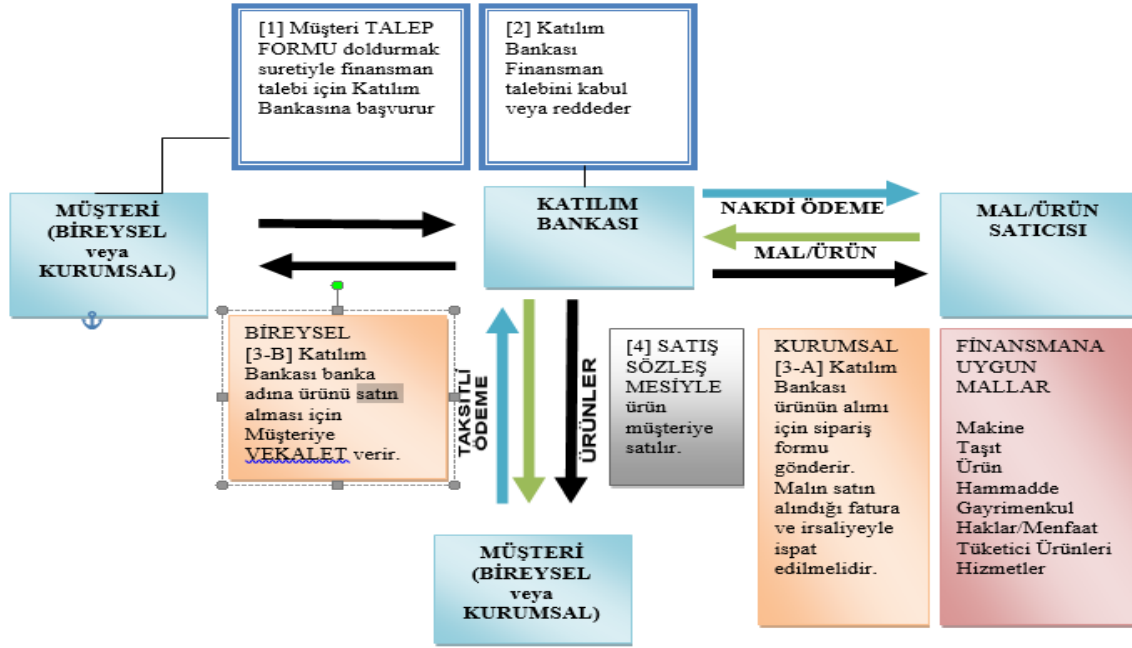 [1] Müşteri TALEP
FORMU doldurmak
suretiyle finansman
talebi için Katılım
Bankasına başvurur
[2] Katılım
Bankası
Finansman
talebini kabul
veya reddeder
MÜŞTERİ
(BİREYSEL
veya
KURUMSAL)
KATILIM
BANKASI
NAKDİ ÖDEME
MAL/ÜRÜN
MAL/ÜRÜN
SATICISI
BİREYSEL
[3-B] Katılım
Bankası banka
adına ürünü satın
alması için
Müşteriye
VEKALET verir.
TAKSİTLİ
ÖDEME
ÜRÜNLER
[4] SATIŞ
SÖZLEŞ
MESİYLE
ürün
müşteriye
satılır.
KURUMSAL
[3-A] Katılım
Bankası
ürünün alımı
için sipariş
formu
gönderir.
Malın satın
alındığı fatura
ve irsaliyeyle
ispat
edilmelidir.
FİNANSMANA
UYGUN
MALLAR
Makine
Taşıt
Ürün
Hammadde
Gayrimenkul
Haklar/Menfaat
Tüketici Ürünleri
Hizmetler
MÜŞTERİ
(BİREYSEL
veya
KURUMSAL)